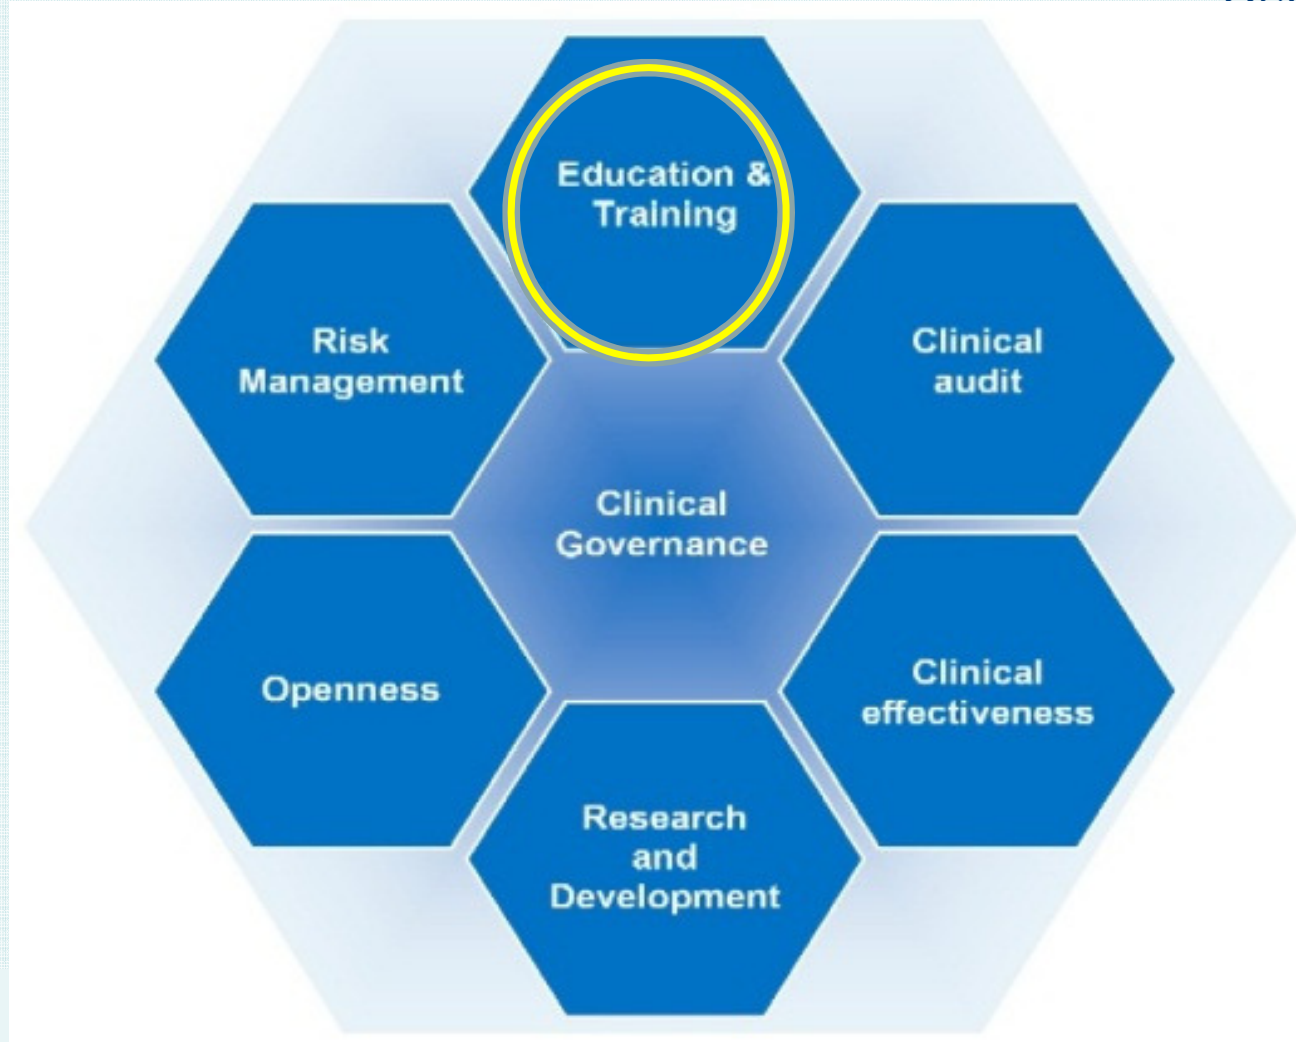 Education &
Training
Risk
Management
Clinical
audit
Clinical
Governance
Openness
Clinical
effectiveness
Research
and
Development